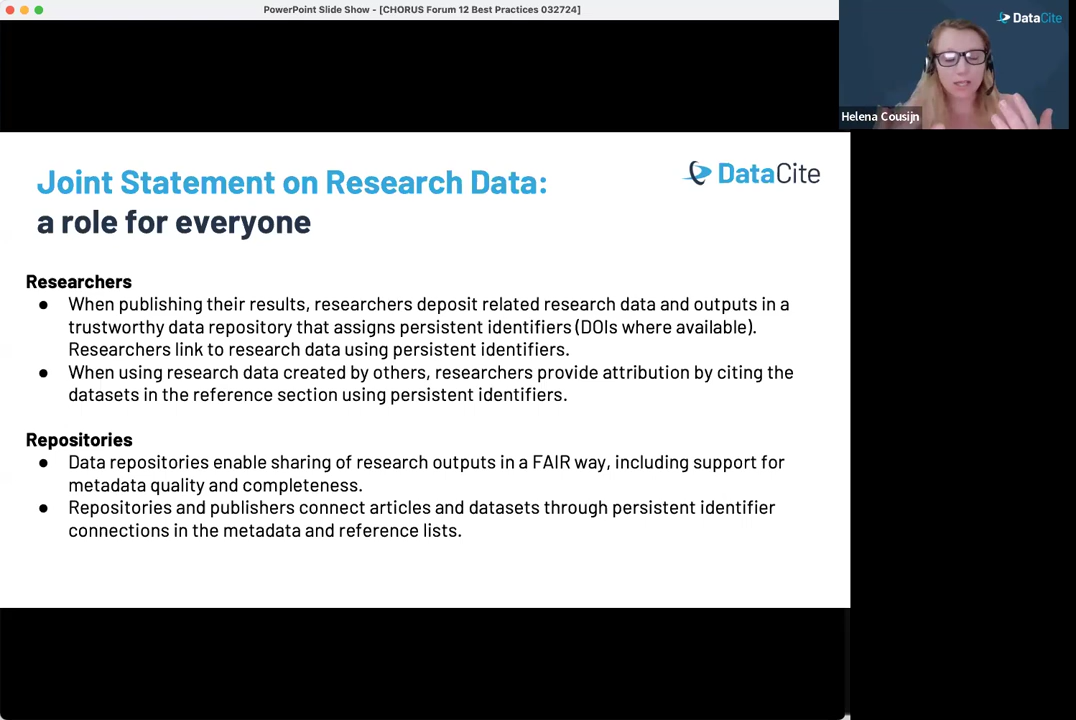 PowerPoint Slide Show - [CHORUS Forum 12 Best Practices 032724]
DataCite
Helena Cousijn
Joint Statement on Research Data:
a role for everyone
DataCite
Researchers
● When publishing their results, researchers deposit related research data and outputs in a
trustworthy data repository that assigns persistent identifiers (DOIs where available).
Researchers link to research data using persistent identifiers.
● When using research data created by others, researchers provide attribution by citing the
datasets in the reference section using persistent identifiers.
Repositories
● Data repositories enable sharing of research outputs in a FAIR way, including support for
metadata quality and completeness.
● Repositories and publishers connect articles and datasets through persistent identifier
connections in the metadata and reference lists.